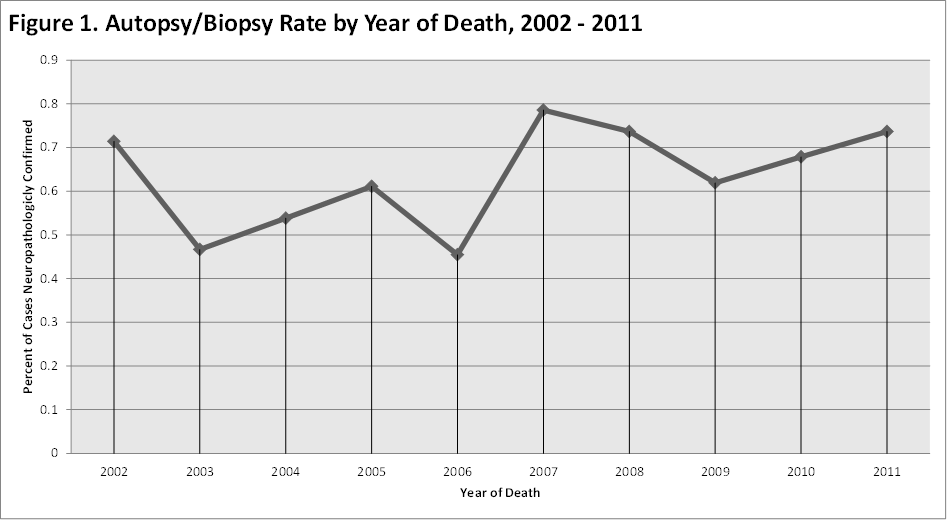 Figure 1. Autopsy/Biopsy Rate by Year of Death, 2002 - 2011
Percent of Cases Neuropathologicly Confirmed
0.9
0.8
0.7
0.6
0.5
0.4
0.3
0.2
0.1
0
2002 2003 2004 2005 2006 2007 2008 2009 2010 2011
Year of Death